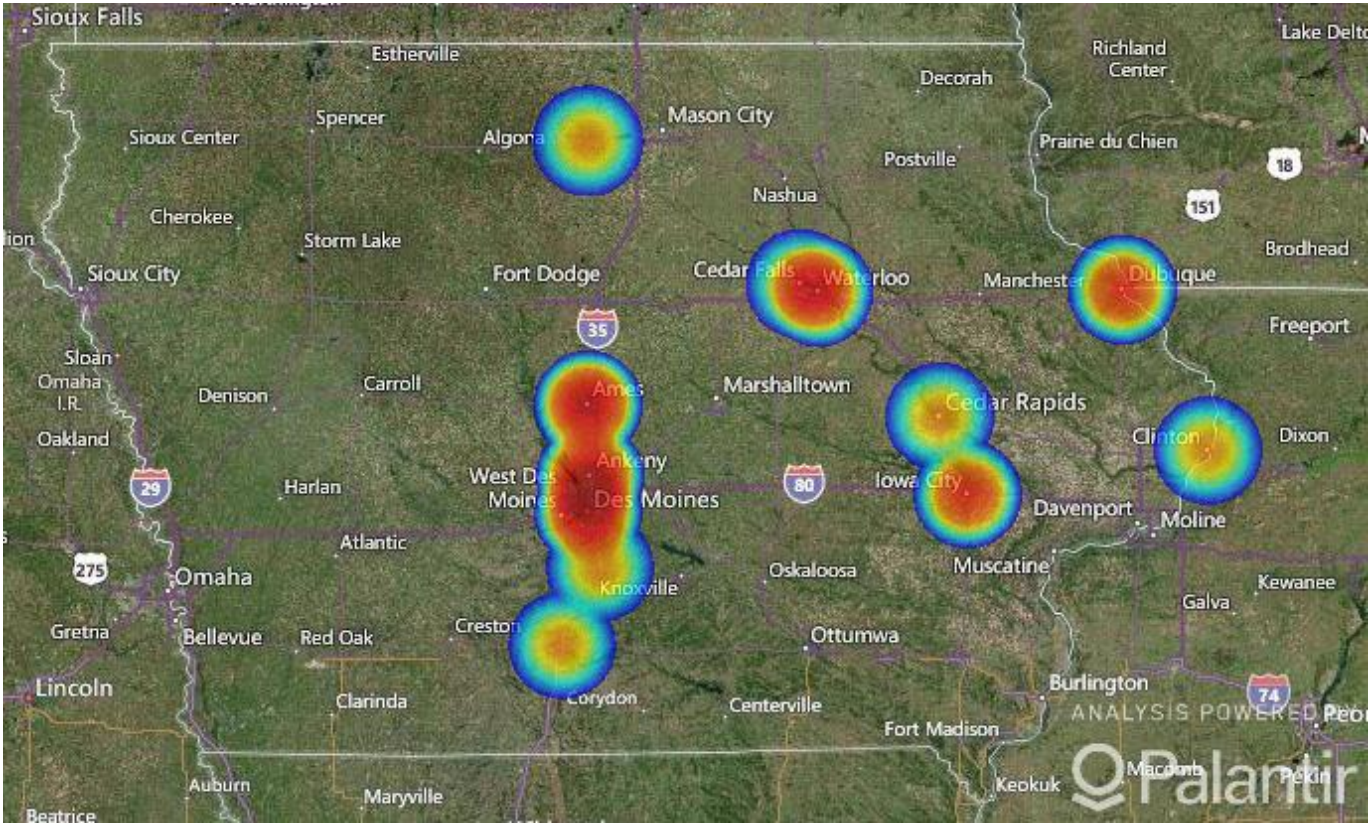 Sioux Falls
Lake Delto
Richland
Center
Estherville
Decorah
Spencer
Mason City
Sioux Center
Algona
Prairie du Chien
Postville
18
Nashua
151
Cherokee
Storm Lake
Brodhead
Sioux City
Fort Dodge
Cedar Falls
Waterloo
Manchester
Dubuque
35
Freeport
Sloan
Omaha
I.R.
Carroll
Ames
Marshalltown
Denison
Cedar Rapids
Oakland
Clinton
Dixon
Ankeny
West Des
Moines
Des Moines
29
Harlan
80
Iowa City
Davenport
Moline
Atlantic
275
Omaha
Knoxville
Oskaloosa
Muscatine
Kewanee
Galva
Gretna
Bellevue
Red Oak
Creston
Ottumwa
Lincoln
Clarinda
Corydon
Centerville
Burlington
74
ANALYSIS POWERED BY
Peor
Fort Madison
Palantir
Macomb
Pekin
Auburn
Maryville
Keokuk
Beatrice